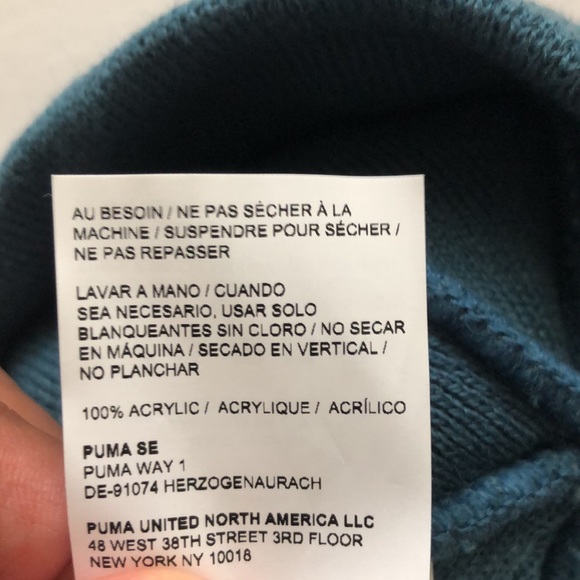 AU BESOIN / NE PAS SÉCHER À LA
MACHINE / SUSPENDRE POUR SÉCHER /
NE PAS REPASSER
LAVAR A MANO / CUANDO
SEA NECESARIO, USAR SOLO
BLANQUEANTES SIN CLORO / NO SECAR
EN MÁQUINA / SECADO EN VERTICAL /
NO PLANCHAR
100% ACRYLIC / ACRYLIQUE / ACRÍLICO
PUMA SE
PUMA WAY 1
DE-91074 HERZOGENAURACH
PUMA UNITED NORTH AMERICA LLC
48 WEST 38TH STREET 3RD FLOOR
NEW YORK NY 10018